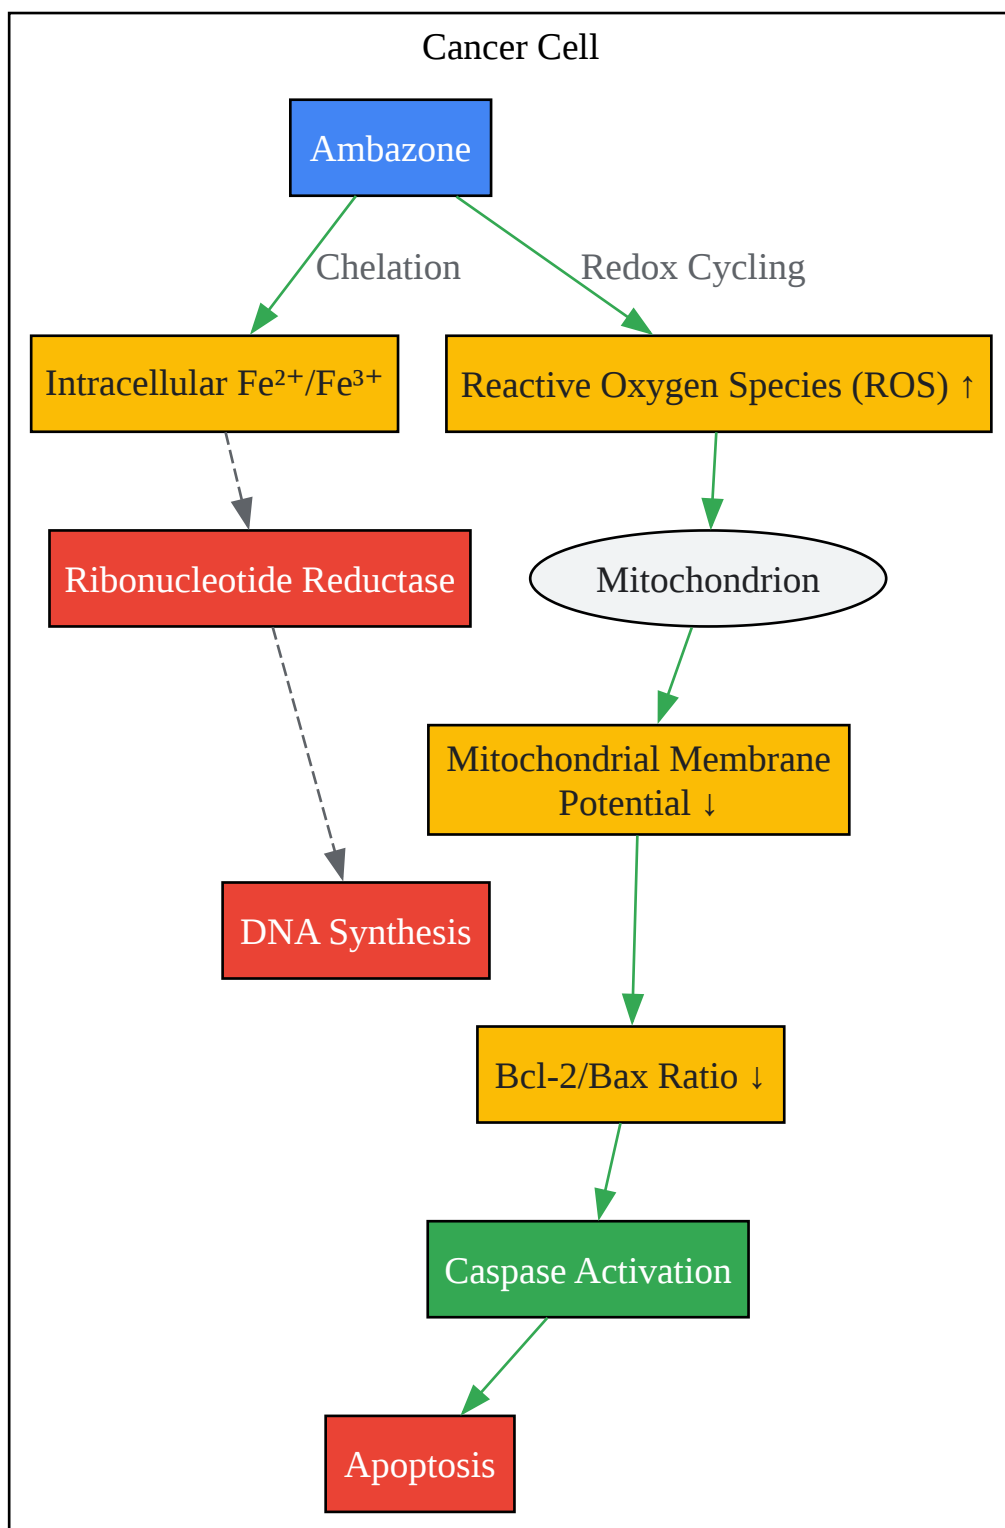 Cancer Cell
Ambazone
Chelation
Redox Cycling
Intracellular Fe²⁺/Fe³⁺
Reactive Oxygen Species (ROS) ↑
Ribonucleotide Reductase
Mitochondrion
Mitochondrial Membrane
Potential ↓
DNA Synthesis
Bcl-2/Bax Ratio ↓
Caspase Activation
Apoptosis